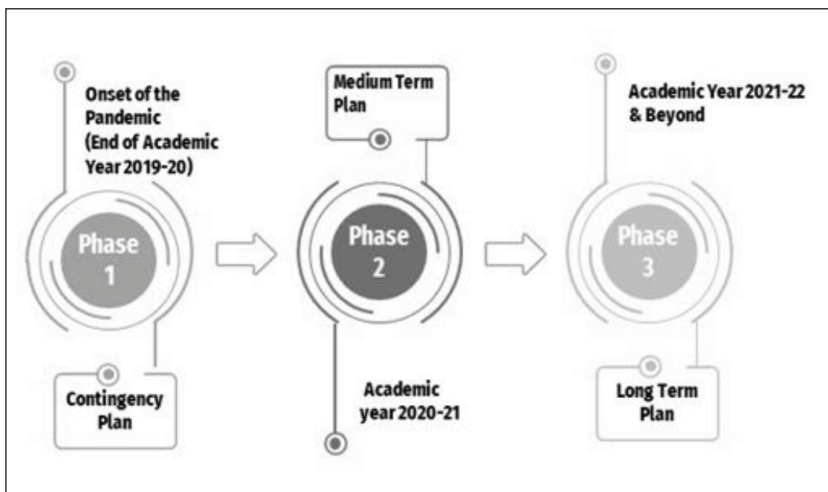 Onset of the
Pandemic
(End of Academic
Year 2019-20)
Phase
1
Contingency
Plan
Medium Term
Plan
Phase
2
Academic
year 2020-21
Academic Year 2021-22
& Beyond
Phase
3
Long Term
Plan